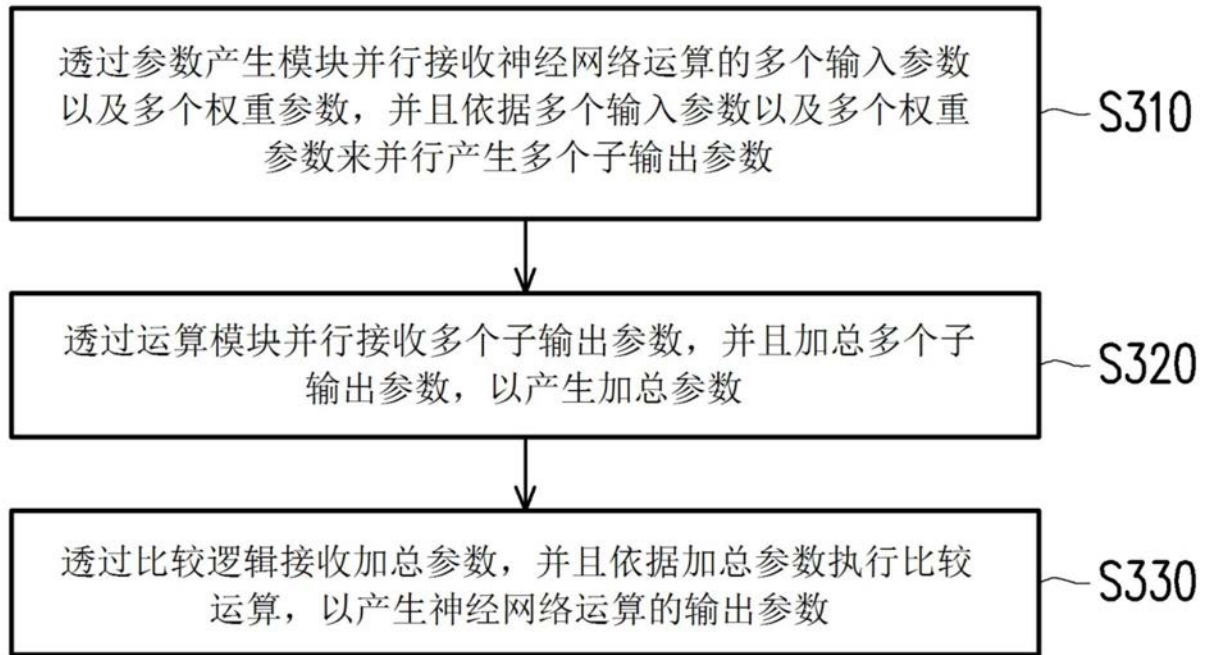 透过参数产生模块并行接收神经网络运算的多个输入参数
以及多个权重参数，并且依据多个输入参数以及多个权重
参数来并行产生多个子输出参数
S310
透过运算模块并行接收多个子输出参数，并且加总多个子
输出参数，以产生加总参数
S320
透过比较逻辑接收加总参数，并且依据加总参数执行比较
运算，以产生神经网络运算的输出参数
S330